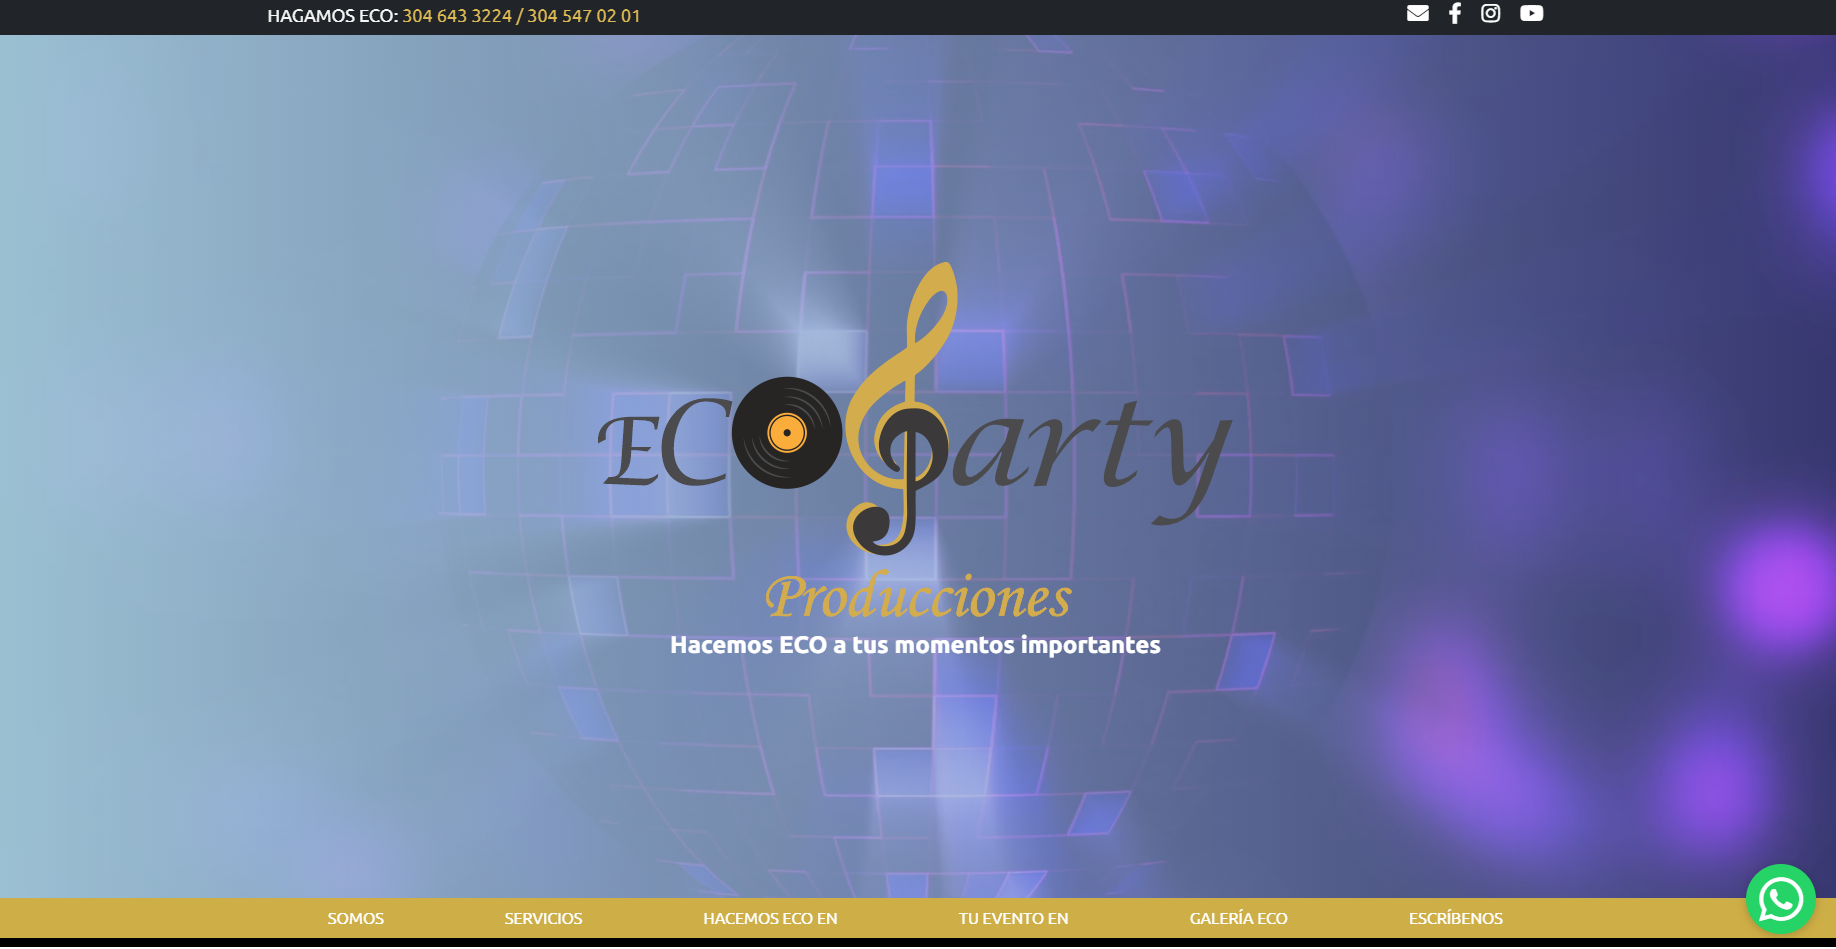 HAGAMOS ECO: 304 643 3224 / 304 547 02 01
ECO Party
Producciones
Hacemos ECO a tus momentos importantes
SOMOS SERVICIOS HACEMOS ECO EN TU EVENTO EN GALERÍA ECO ESCRÍBENOS